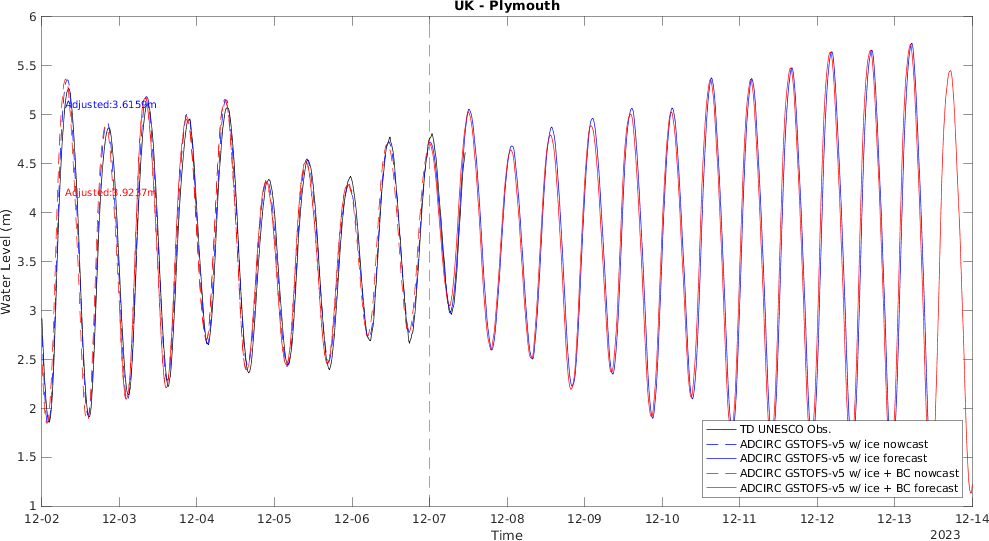 UK - Plymouth
6
5.5
5
4.5
4
3.5
3
2.5
2
1.5
1
Water Level (m)
Adjusted:3.6159m
Adjusted:3.9237m
TD UNESCO Obs.
ADCIRC GSTOFS-v5 w/ ice nowcast
ADCIRC GSTOFS-v5 w/ ice forecast
ADCIRC GSTOFS-v5 w/ ice + BC nowcast
ADCIRC GSTOFS-v5 w/ ice + BC forecast
12-02 12-03 12-04 12-05 12-06 12-07 12-08 12-09 12-10 12-11 12-12 12-13 12-14
Time
2023